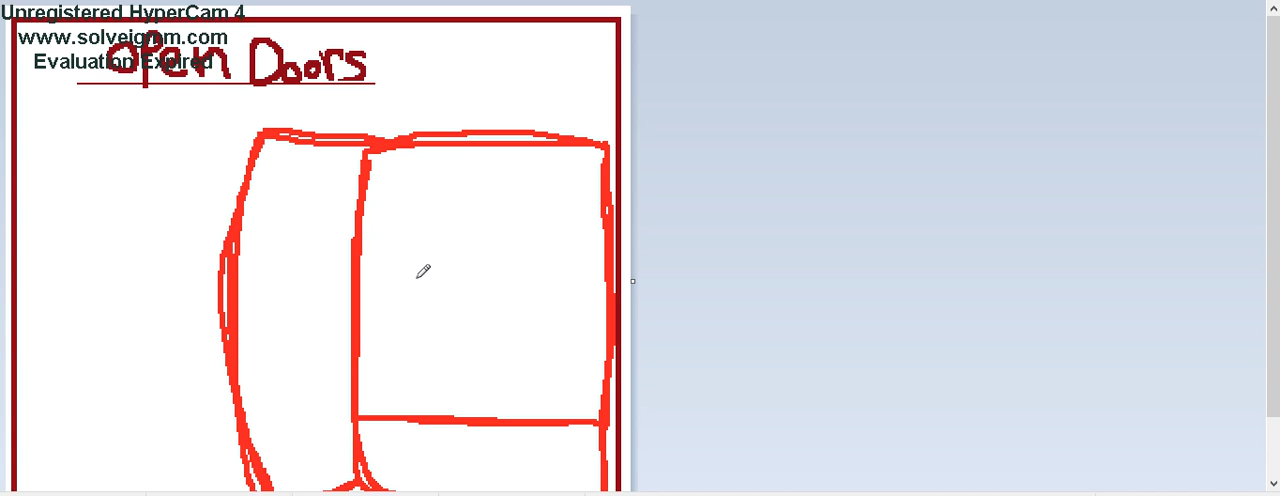 Unregistered HyperCam 4
www.solveigmm.com
Evaluation Expired
Open Doors